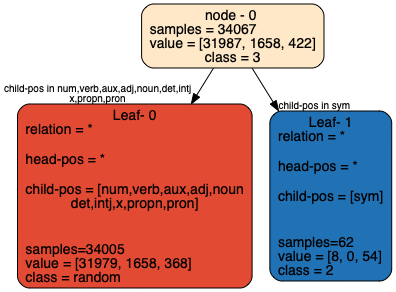 node - 0
samples = 34067
value = [31987, 1658, 422]
class = 3
child-pos in num,verb,aux,adj,noun,det,intj
x,propn,pron
child-pos in sym
Leaf- 0
relation = *
head-pos = *
child-pos = [num,verb,aux,adj,noun
det,intj,x,propn,pron]
samples=34005
value = [31979, 1658, 368]
class = random
Leaf- 1
relation = *
head-pos = *
child-pos = [sym]
samples=62
value = [8, 0, 54]
class = 2